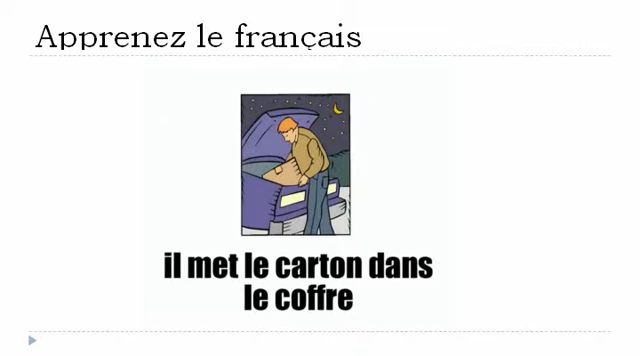 Apprenez le français
il met le carton dans
le coffre